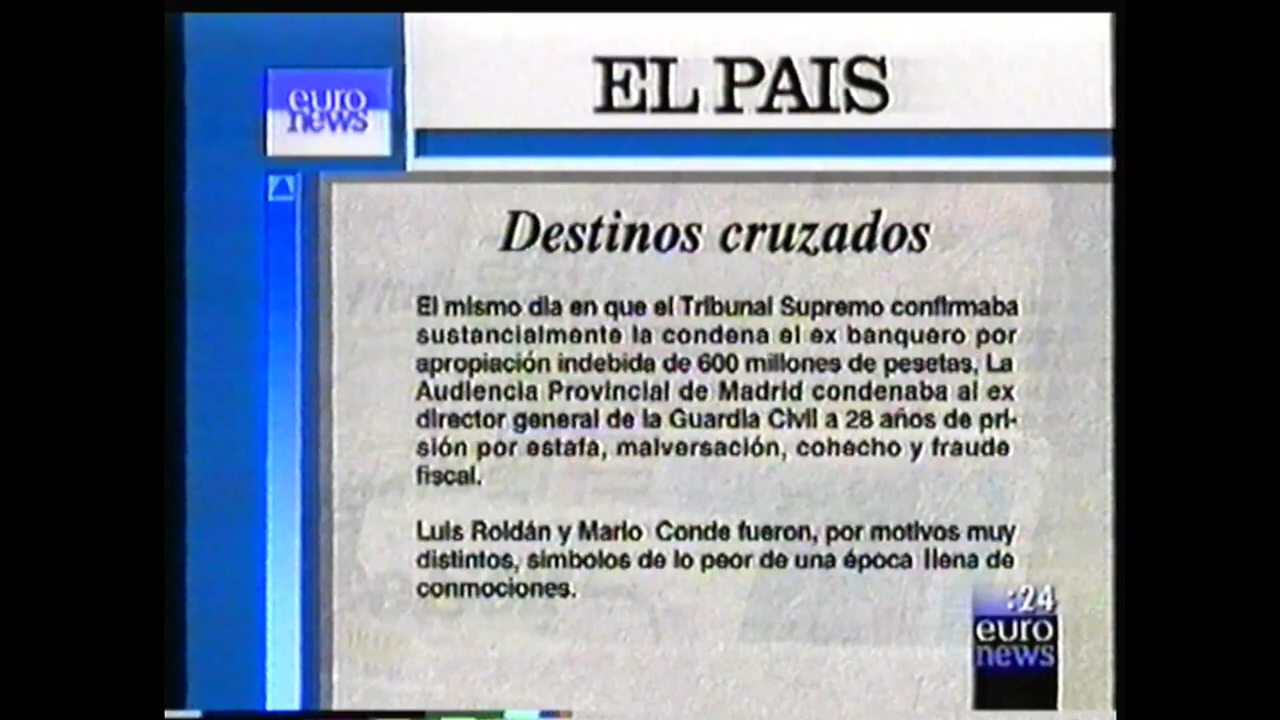 euro
news
EL PAIS
Destinos cruzados
El mismo dia en que el Tribunal Supremo confirmaba
sustancialmente la condena el ex banquero por
apropiación indebida de 600 millones de pesetas, La
Audiencia Provincial de Madrid condenaba al ex
director general de la Guardia Civil a 28 años de pri-
sión por estafa, malversación, cohecho y fraude
fiscal.
Luis Roldán y Mario Conde fueron, por motivos muy
distintos, simbolos de lo peor de una época llena de
conmociones.
:24
euro
news